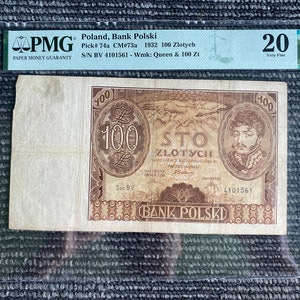 PMG
PAPER MONEY GUARANTY
Poland, Bank Polski
Pick# 74a CM#73a 1932 100 Zlotych
S/N BV 4101561 - Wmk: Queen & 100 Zt
20
Very Fine
100
100
STO
ZŁOTYCH
Ser. BV.
4101561
BANK POLSKI